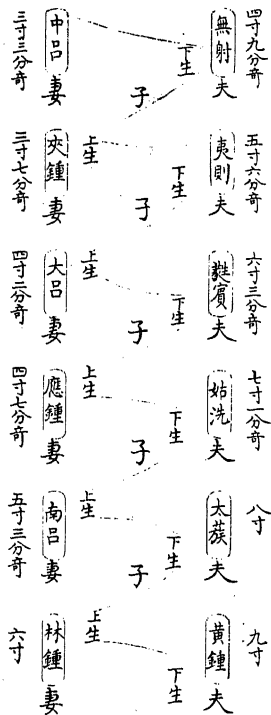 四寸九分奇
五寸六分奇
六寸三分奇
七寸一分奇
八寸
九寸
無射夫
夷則夫
蕤賓夫
姑洗夫
太蔟夫
黃鍾夫
下生
下生
下生
下生
下生
下生
子
子
子
子
子
上生
上生
上生
上生
上生
中呂妻
夾鍾妻
大呂妻
應鍾妻
南呂妻
林鍾妻
三寸三分奇
三寸七分奇
四寸二分奇
四寸七分奇
五寸三分奇
六寸